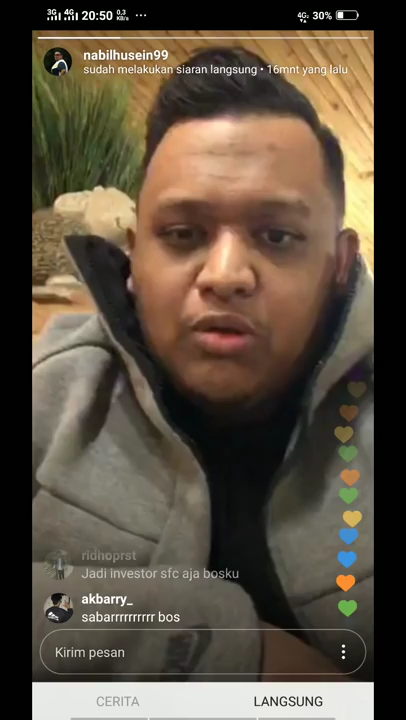 3G 4G 20:50 0,3 KB/s ... 4G 30%
nabilhusein99
sudah melakukan siaran langsung • 16mnt yang lalu
ridhoprst
Jadi investor sfc aja bosku
akbarry_
sabarrrrrrrrrr bos
Kirim pesan
CERITA LANGSUNG